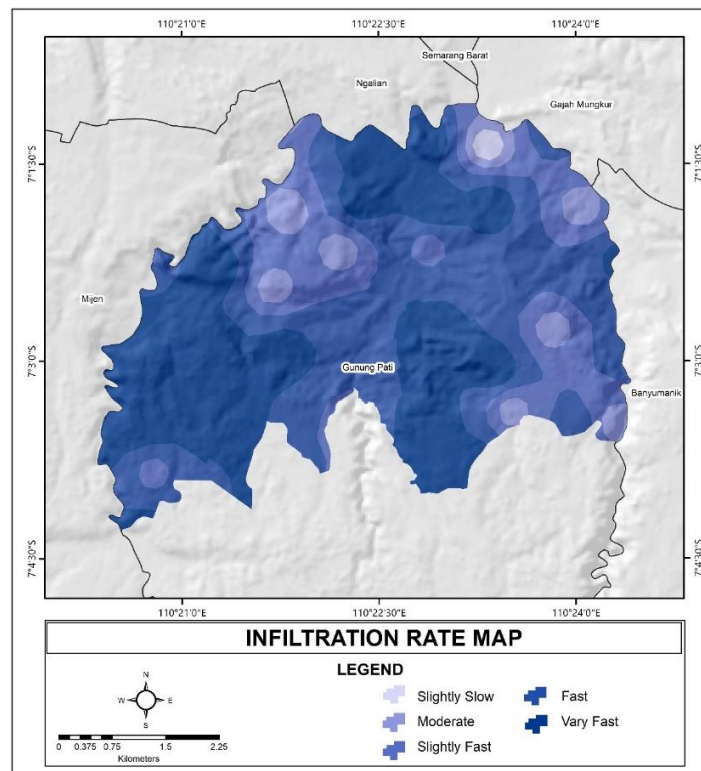 110°21'0"E 110°22'30"E 110°24'0"E
Semarang Barat
Ngalian
Gajah Mungkur
7°1'30"S 7°1'30"S
Mijen
7°3'0"S 7°3'0"S
Gunung Pati
Banyumanik
7°4'30"S 7°4'30"S
110°21'0"E 110°22'30"E 110°24'0"E
INFILTRATION RATE MAP
LEGEND
N
W E
S
Slightly Slow
Moderate
Slightly Fast
Fast
Vary Fast
0 0.375 0.75 1.5 2.25
Kilometers